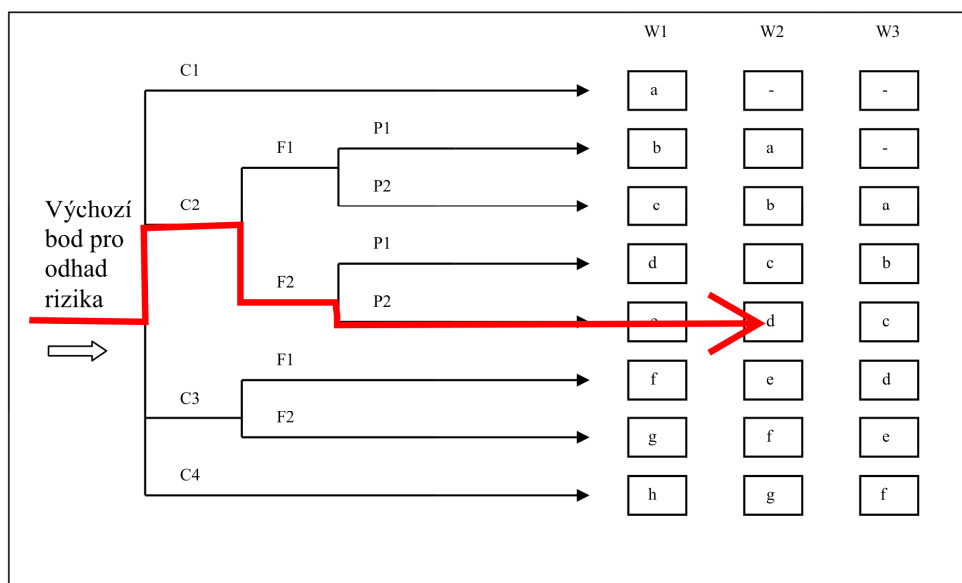 W1 W2 W3
C1
a - -
P1
F1
b a -
P2
C2
c b a
Výchozí
bod pro
odhad
rizika
P1
d c b
F2
P2
d c
F1
f e d
C3
F2
g f e
C4
h g f